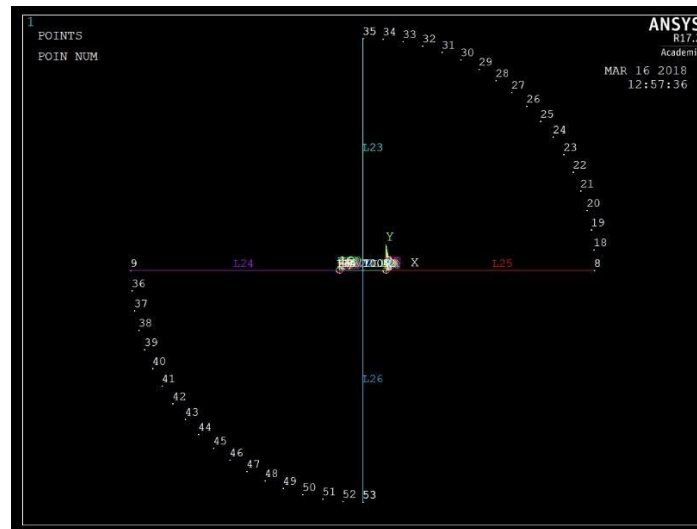 1
POINTS
POIN NUM
ANSYS
R17.
Academi
MAR 16 2018
12:57:36
35 34 33 32 31 30 29 28 27 26 25 24 23 22 21 20 19 18
L23
Y
9 L24 X L25 8
36 37 38 39 40 41 42 43 44 45 46 47 48 49 50 51 52 53
L26